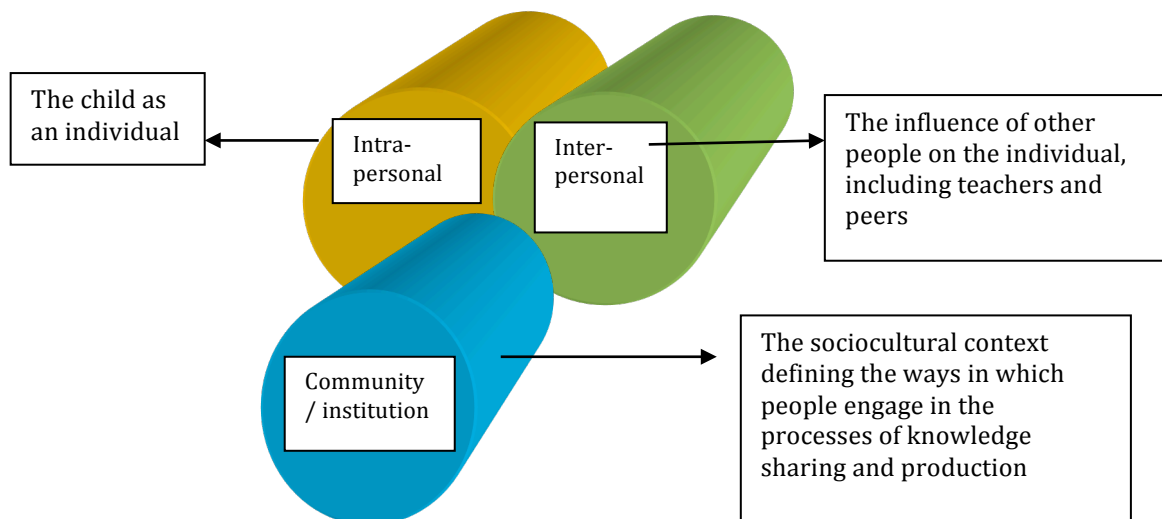 The child as
an individual
Intra-
personal
Inter-
personal
The influence of other
people on the individual,
including teachers and
peers
Community
/ institution
The sociocultural context
defining the ways in which
people engage in the
processes of knowledge
sharing and production